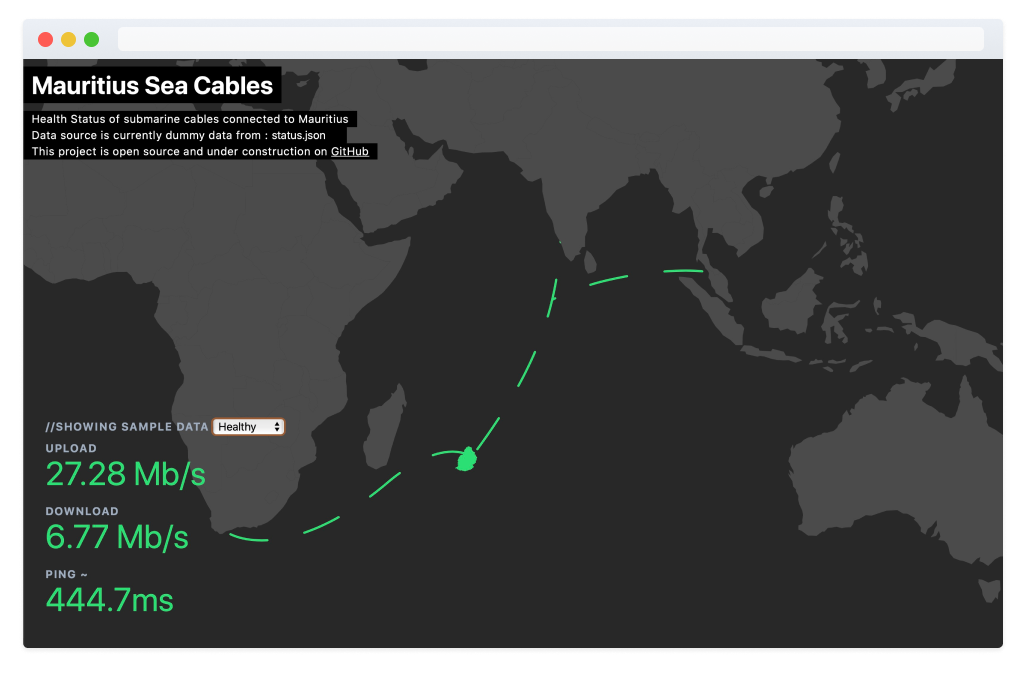 Mauritius Sea Cables
Health Status of submarine cables connected to Mauritius
Data source is currently dummy data from : status.json
This project is open source and under construction on GitHub
//SHOWING SAMPLE DATA Healthy
UPLOAD
27.28 Mb/s
DOWNLOAD
6.77 Mb/s
PING ~
444.7ms